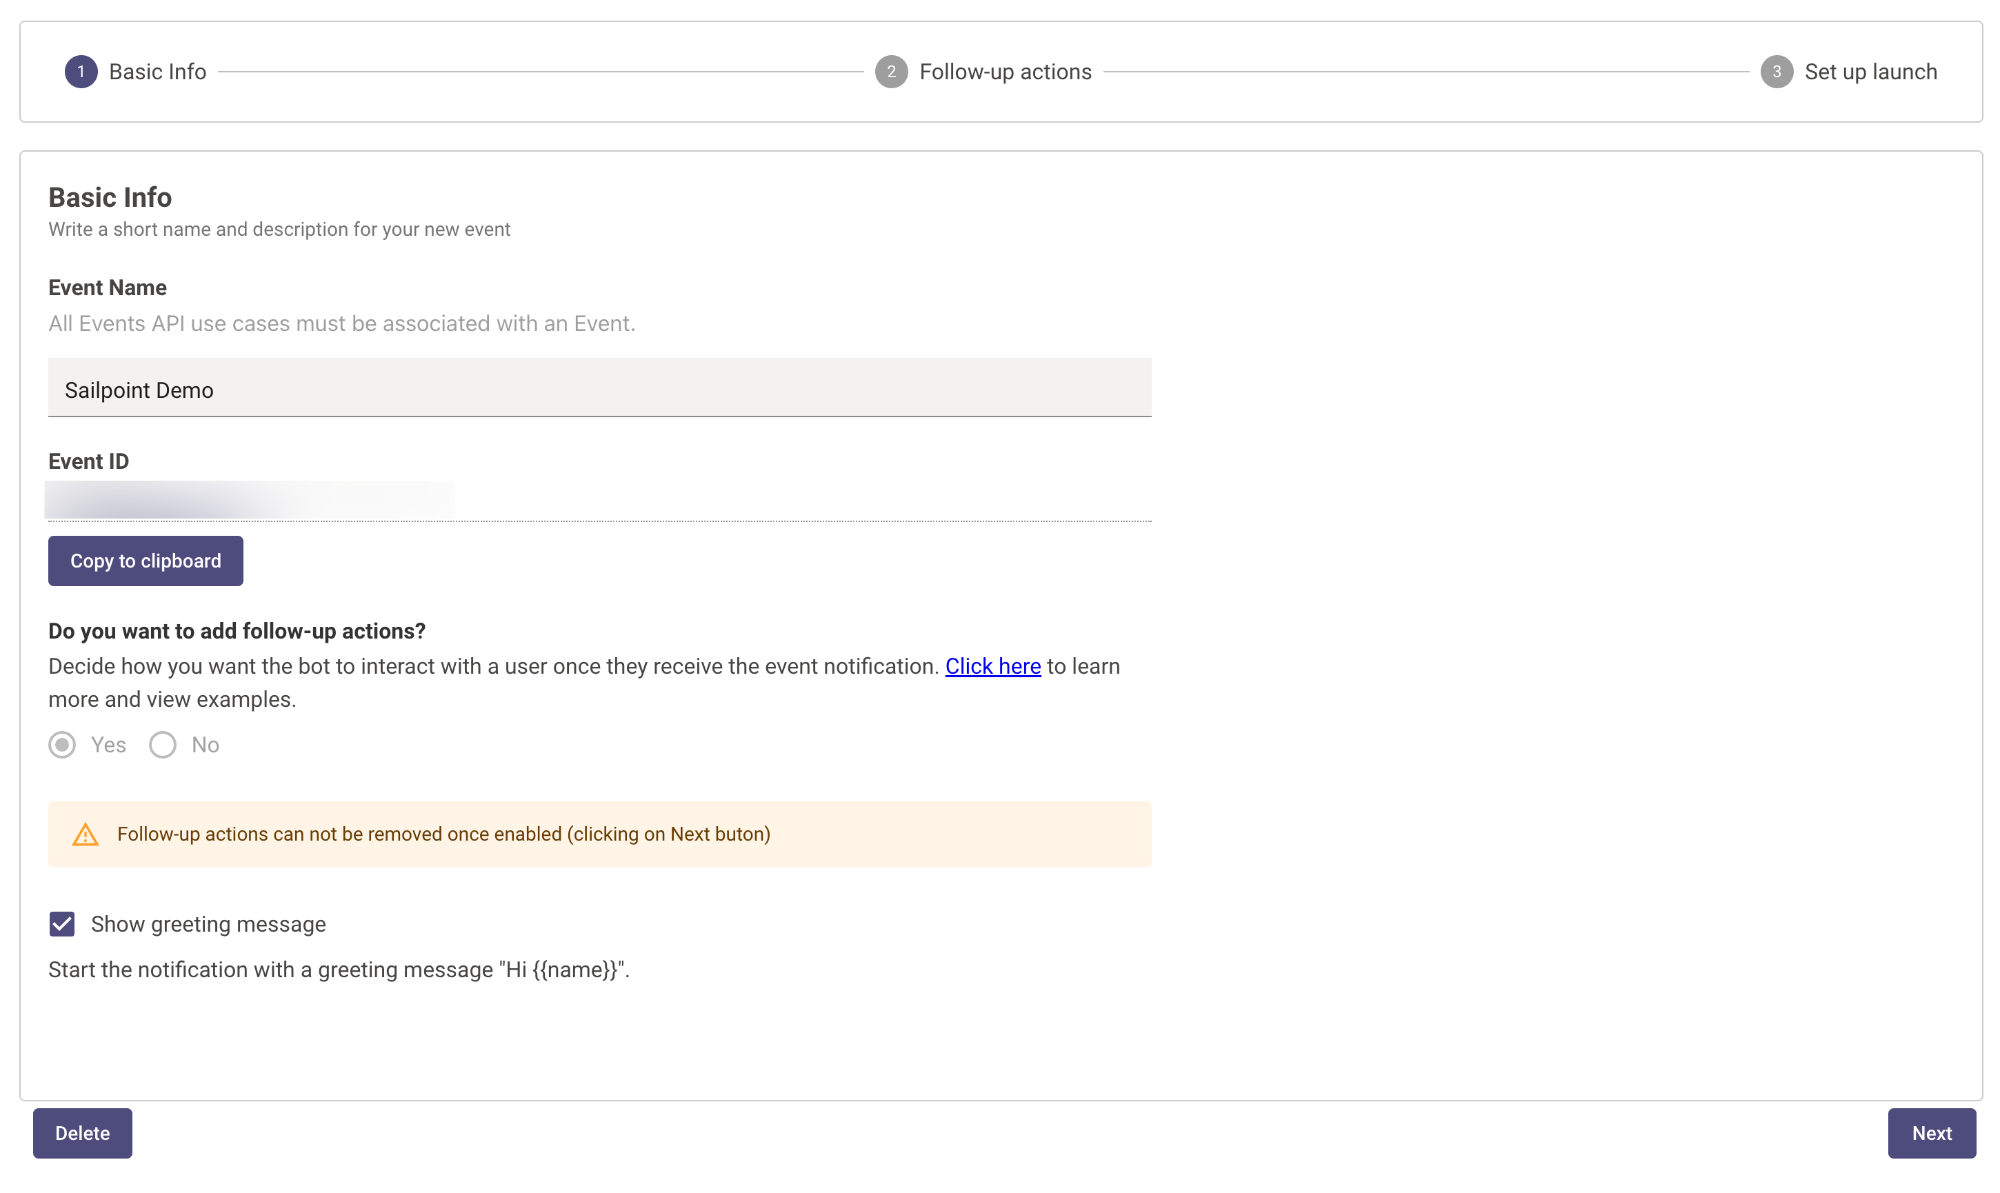 1 Basic Info
2 Follow-up actions
3 Set up launch
Basic Info
Write a short name and description for your new event
Event Name
All Events API use cases must be associated with an Event.
Sailpoint Demo
Event ID
Copy to clipboard
Do you want to add follow-up actions?
Decide how you want the bot to interact with a user once they receive the event notification. Click here to learn
more and view examples.
Yes No
Follow-up actions can not be removed once enabled (clicking on Next buton)
Show greeting message
Start the notification with a greeting message "Hi {{name}}".
Delete
Next